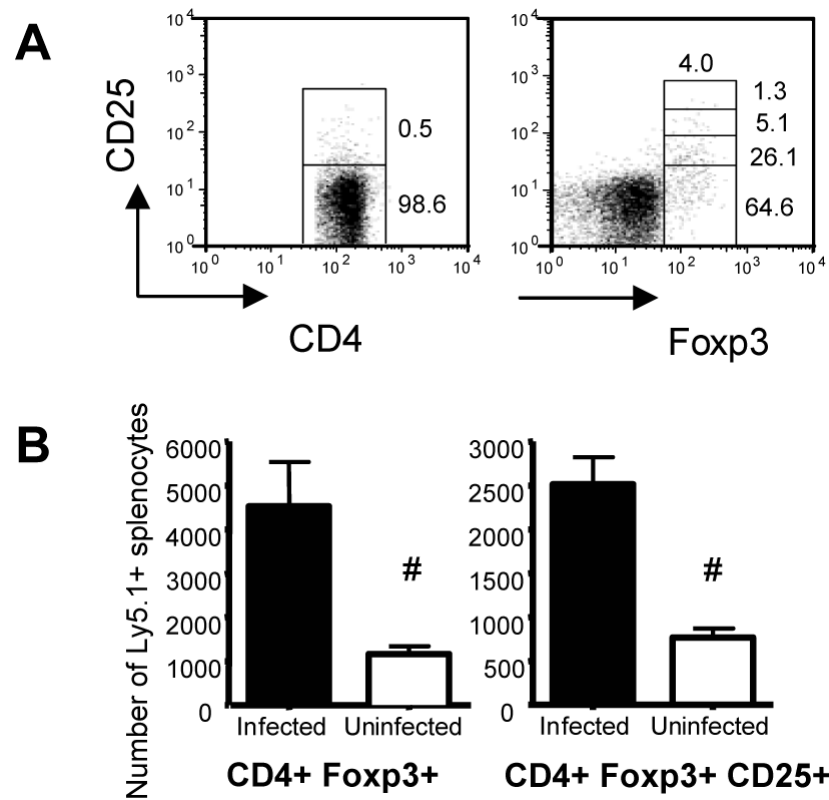 A
CD25
10^4
10^3
10^2
10^1
10^0
10^0 10^1 10^2 10^3 10^4
0.5
98.6
CD4
10^4
10^3
10^2
10^1
10^0
10^0 10^1 10^2 10^3 10^4
4.0
1.3
5.1
26.1
64.6
Foxp3
B
Number of Ly5.1+ splenocytes
6000
5000
4000
3000
2000
1000
0
#
Infected Uninfected
CD4+ Foxp3+
3000
2500
2000
1500
1000
500
0
#
Infected Uninfected
CD4+ Foxp3+ CD25+